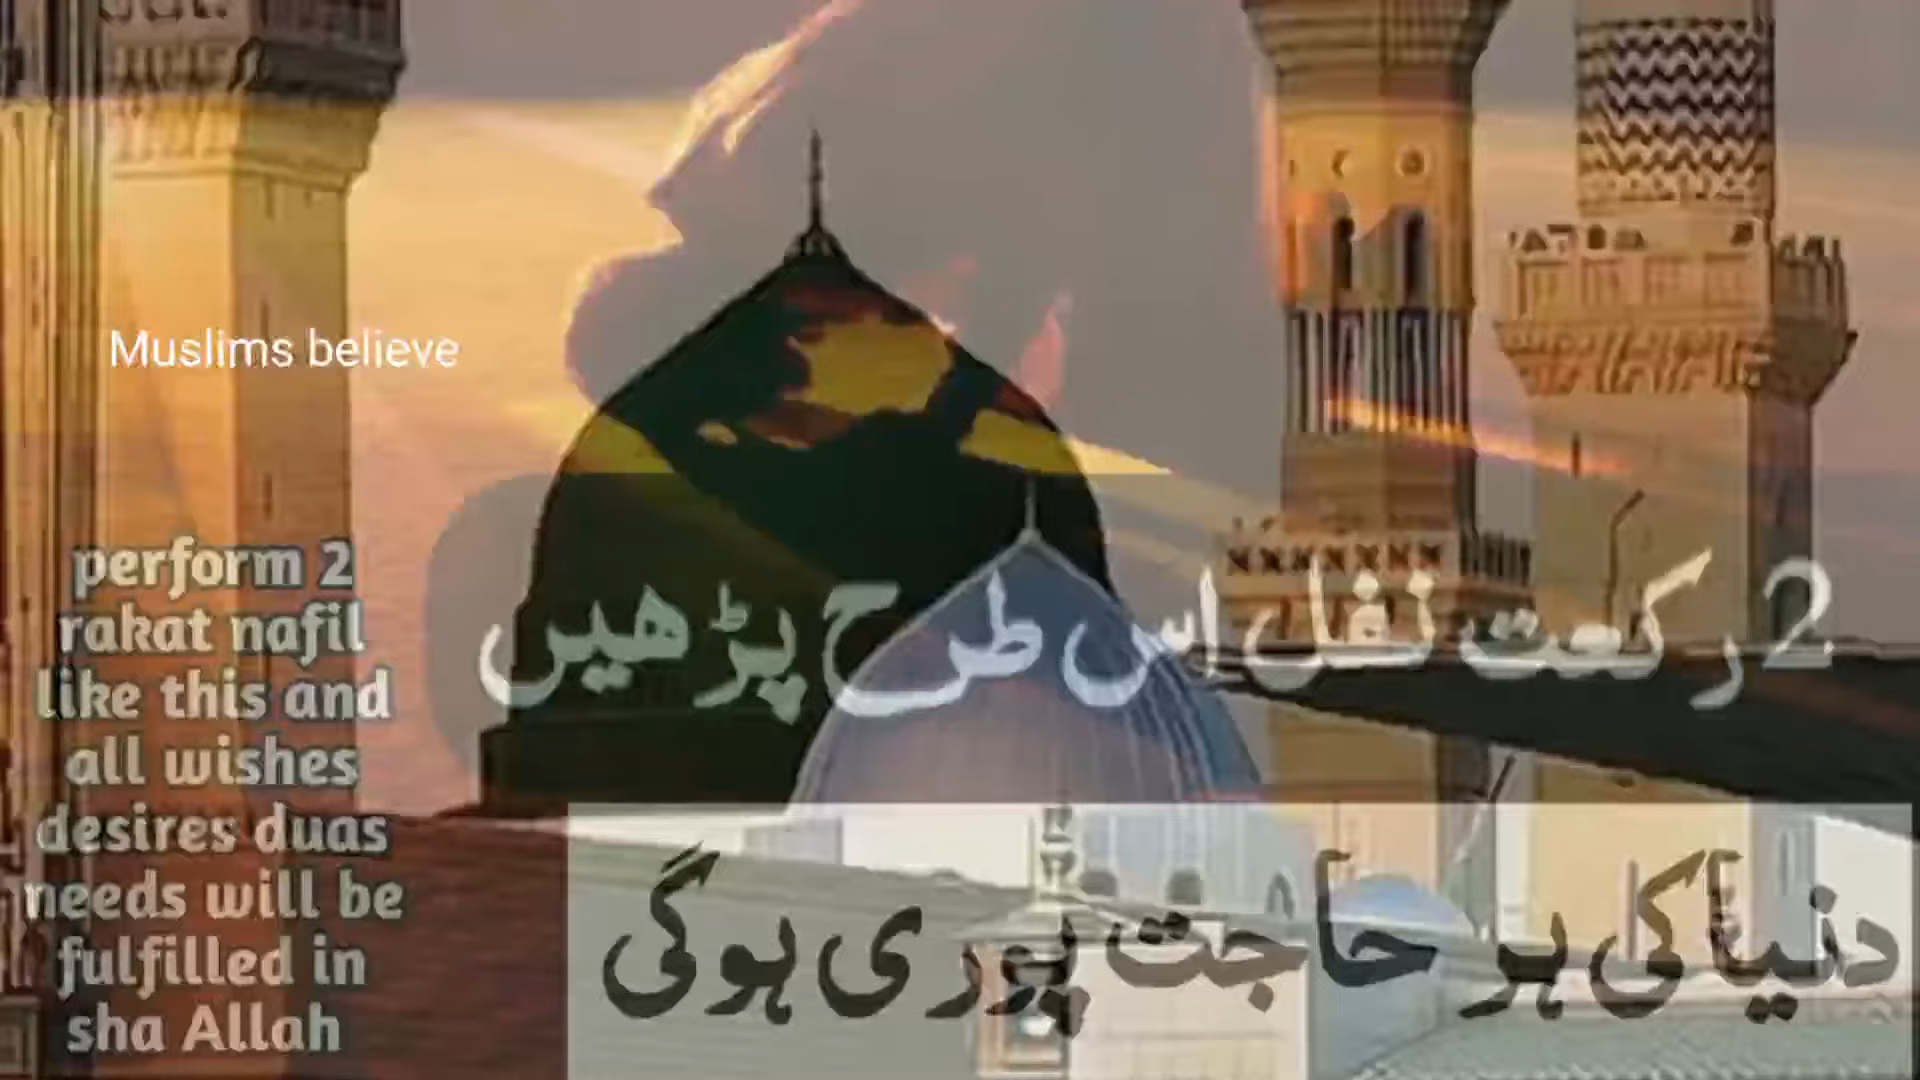 Muslims believe
perform 2
rakat nafil
like this and
all wishes
desires duas
needs will be
fulfilled in
sha Allah
2 رکعت نفل اس طرح پڑھیں
دنیا کی ہر حاجت پوری ہوگی